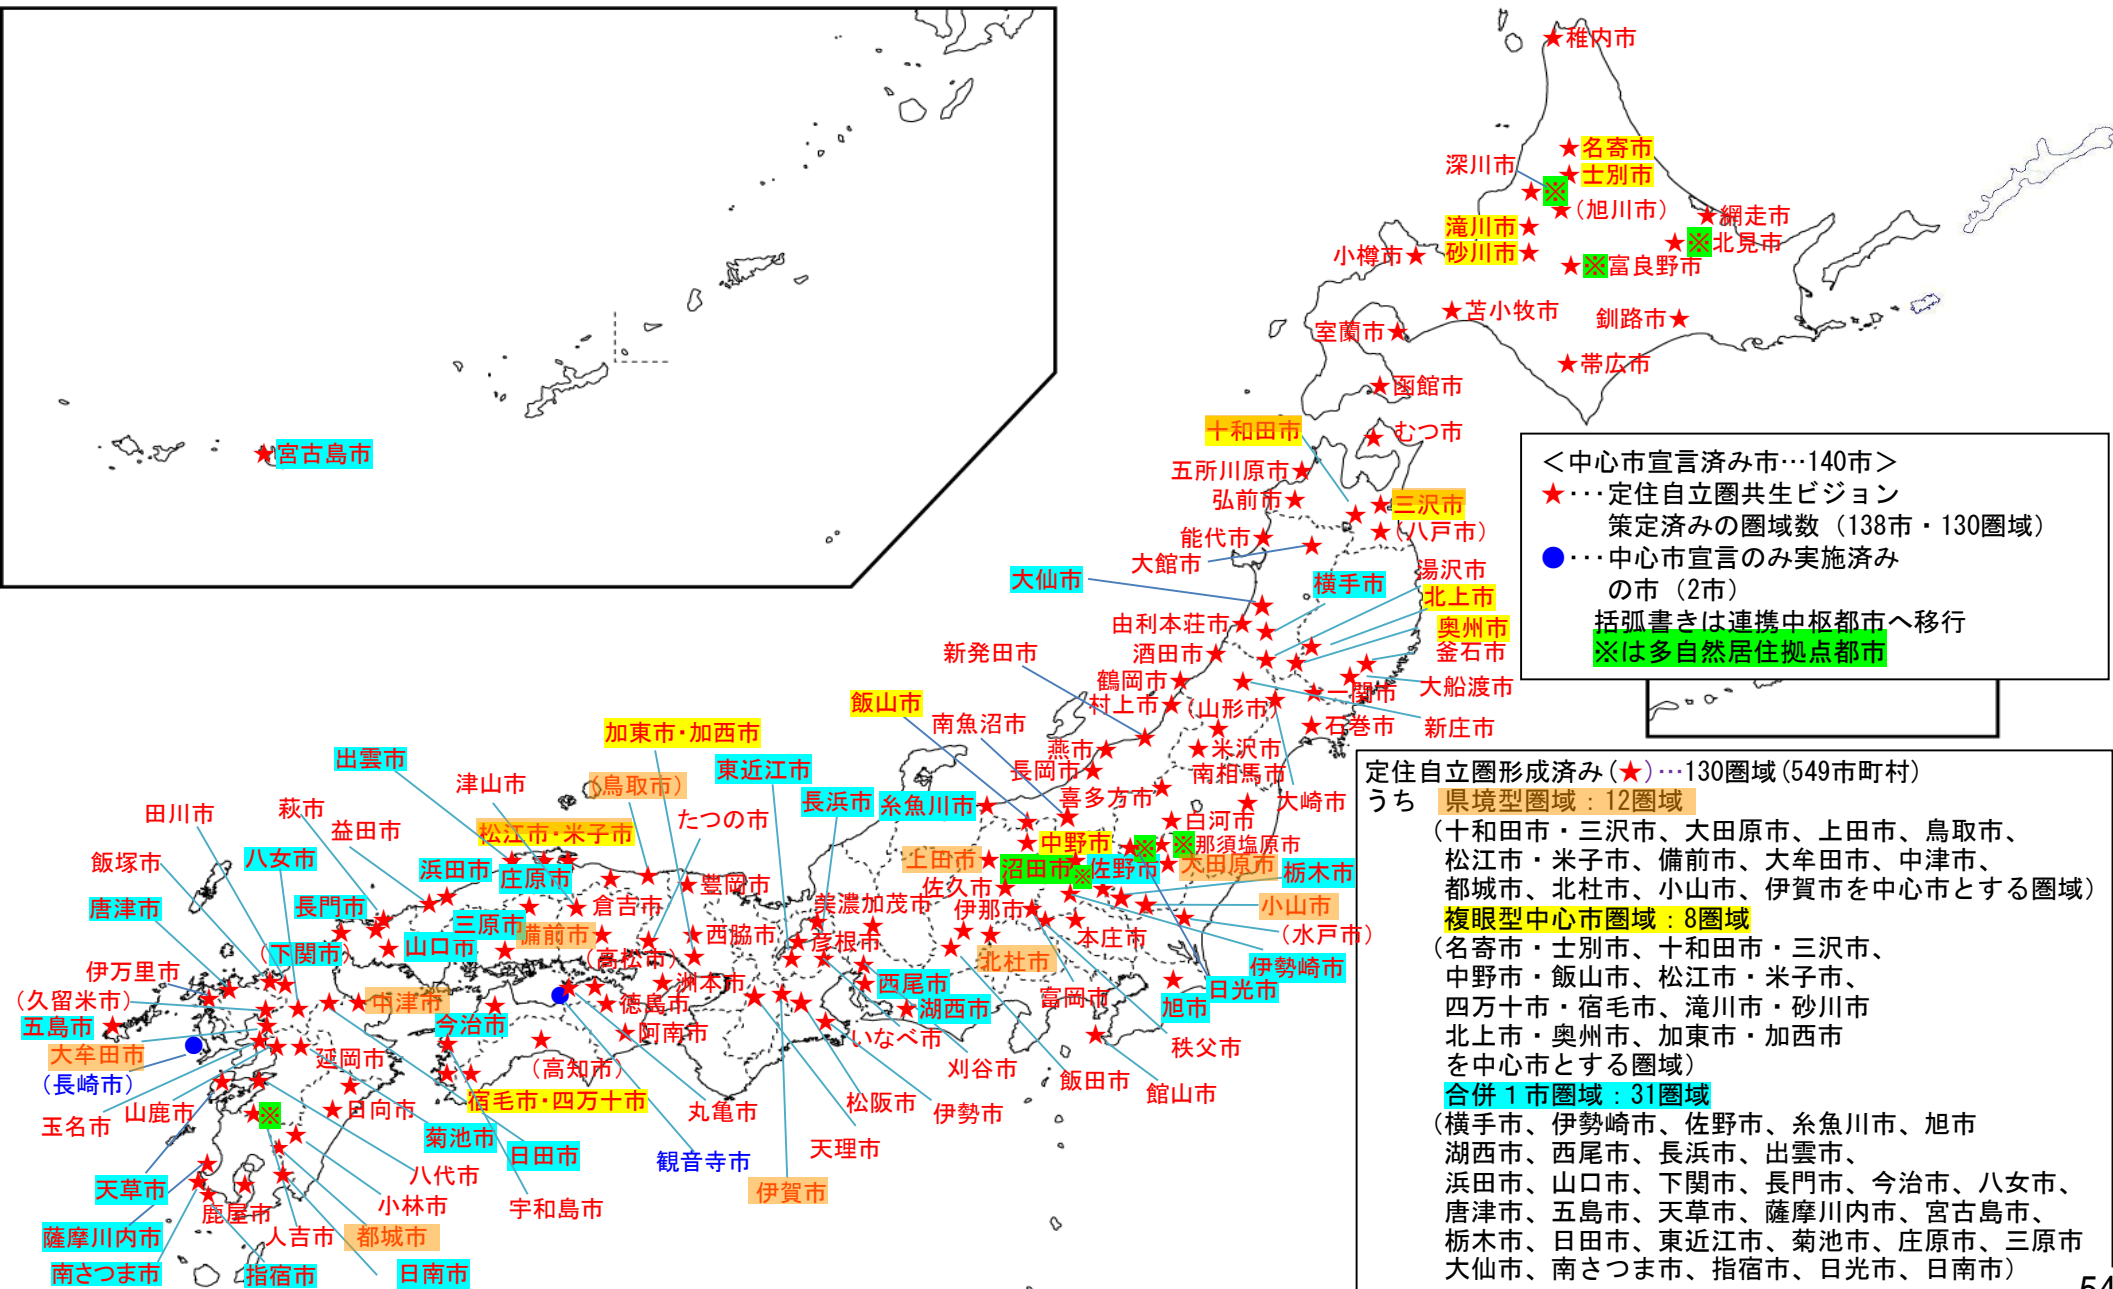 稚内市
名寄市
深川市
士別市
※
(旭川市)
網走市
滝川市
※北見市
小樽市
砂川市
※富良野市
苫小牧市
釧路市
室蘭市
帯広市
函館市
宮古島市
十和田市
むつ市
五所川原市
弘前市
三沢市
能代市
(八戸市)
大館市
大仙市
横手市
湯沢市
北上市
由利本荘市
奥州市
新発田市
酒田市
釜石市
鶴岡市
大船渡市
一関市
村上市
(山形市)
飯山市
南魚沼市
石巻市
新庄市
燕市
米沢市
長岡市
南相馬市
喜多方市
大崎市
白河市
<中心市宣言済み市…140市>
★・・・定住自立圏共生ビジョン
策定済みの圏域数(138市・130圏域)
●・・・中心市宣言のみ実施済み
の市(2市)
括弧書きは連携中枢都市へ移行
※は多自然居住拠点都市
加東市・加西市
出雲市
津山市
(鳥取市)
東近江市
長浜市
糸魚川市
田川市
萩市
益田市
松江市・米子市
たつの市
中野市
※
※那須塩原市
飯塚市
八女市
浜田市
庄原市
上田市
沼田市
※
佐野市
大田原市
栃木市
豊岡市
佐久市
唐津市
長門市
三原市
倉吉市
美濃加茂市
伊那市
小山市
備前市
西脇市
彦根市
本庄市
(水戸市)
山口市
(下関市)
(高松市)
北杜市
伊勢崎市
伊万里市
洲本市
西尾市
日光市
(久留米市)
中津市
徳島市
湖西市
富岡市
旭市
五島市
今治市
阿南市
いなべ市
大牟田市
延岡市
秩父市
(長崎市)
(高知市)
刈谷市
飯田市
館山市
玉名市
山鹿市
※
日向市
宿毛市・四万十市
丸亀市
松阪市
伊勢市
菊池市
日田市
観音寺市
天理市
天草市
八代市
伊賀市
小林市
宇和島市
鹿屋市
薩摩川内市
人吉市
都城市
南さつま市
指宿市
日南市
定住自立圏形成済み(★)…130圏域(549市町村)
うち 県境型圏域:12圏域
(十和田市・三沢市、大田原市、上田市、鳥取市、
松江市・米子市、備前市、大牟田市、中津市、
都城市、北杜市、小山市、伊賀市を中心市とする圏域)
複眼型中心市圏域:8圏域
(名寄市・士別市、十和田市・三沢市、
中野市・飯山市、松江市・米子市、
四万十市・宿毛市、滝川市・砂川市
北上市・奥州市、加東市・加西市
を中心市とする圏域)
合併1市圏域:31圏域
(横手市、伊勢崎市、佐野市、糸魚川市、旭市
湖西市、西尾市、長浜市、出雲市、
浜田市、山口市、下関市、長門市、今治市、八女市、
唐津市、五島市、天草市、薩摩川内市、宮古島市、
栃木市、日田市、東近江市、菊池市、庄原市、三原市
大仙市、南さつま市、指宿市、日光市、日南市)